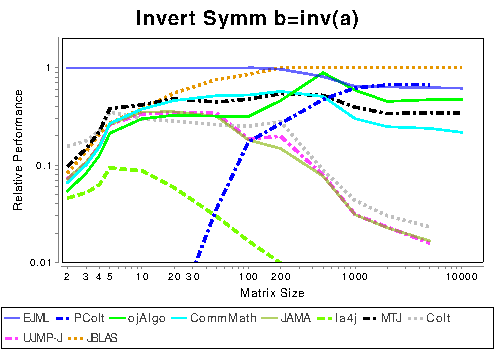 Invert Symm b=inv(a)
Relative Performance
1
0.1
0.01
2 3 4 5 10 20 30 100 200 1000 10000
Matrix Size
EJML PColt ojAlgo CommMath JAMA la4j MTJ Colt
UJMP-J JBLAS